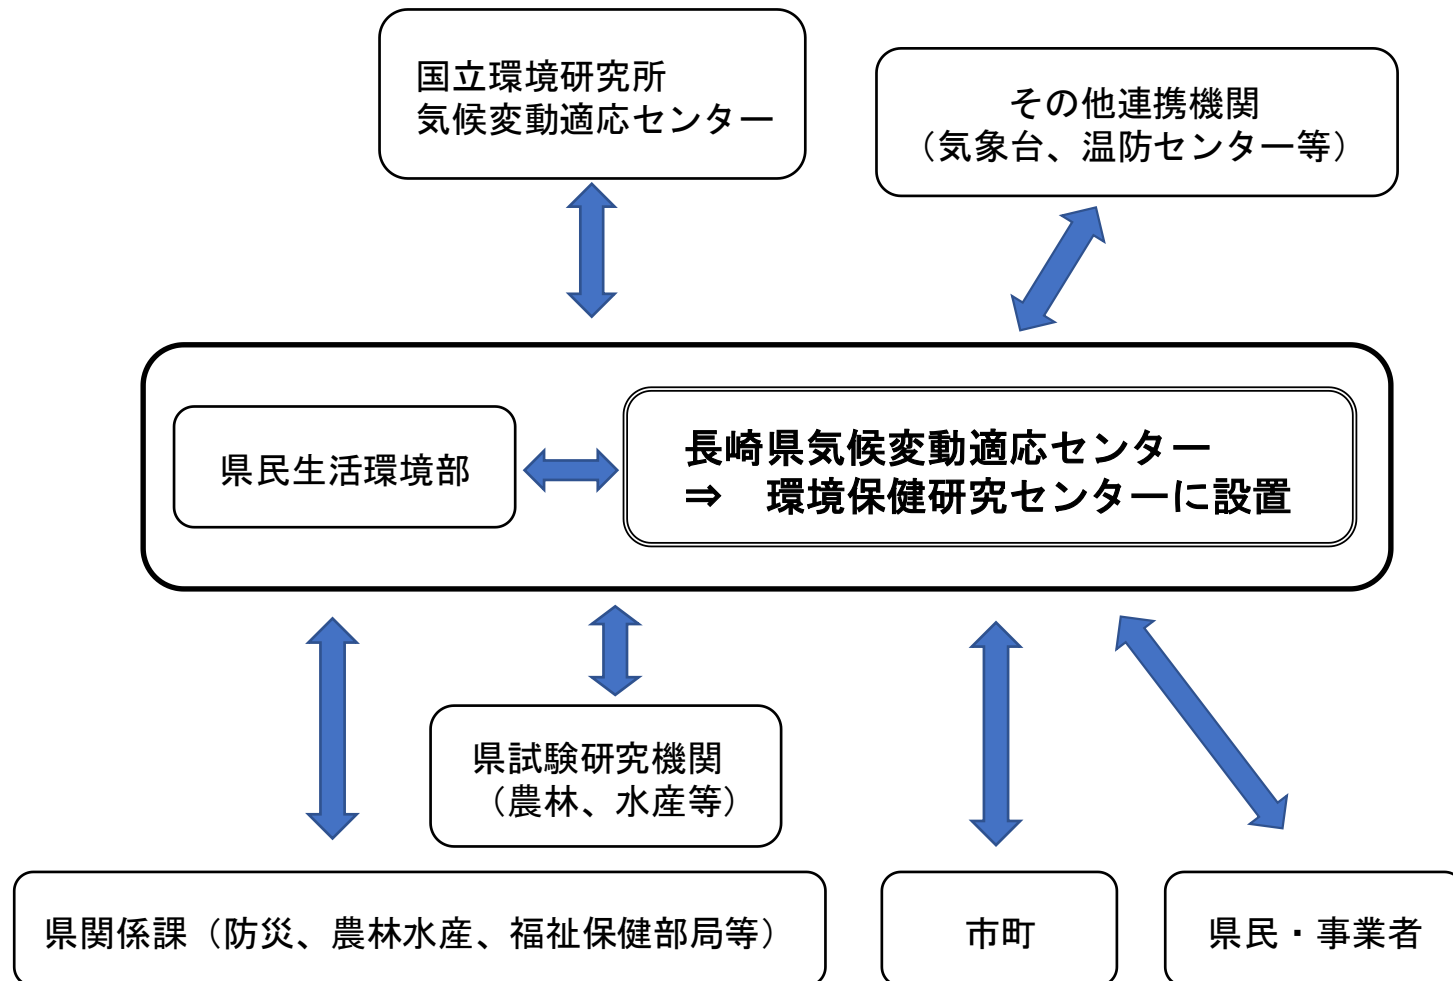 国立環境研究所
気候変動適応センター
その他連携機関
（気象台、温防センター等）
県民生活環境部
長崎県気候変動適応センター
⇒　環境保健研究センターに設置
県試験研究機関
（農林、水産等）
県関係課（防災、農林水産、福祉保健部局等）
市町
県民・事業者